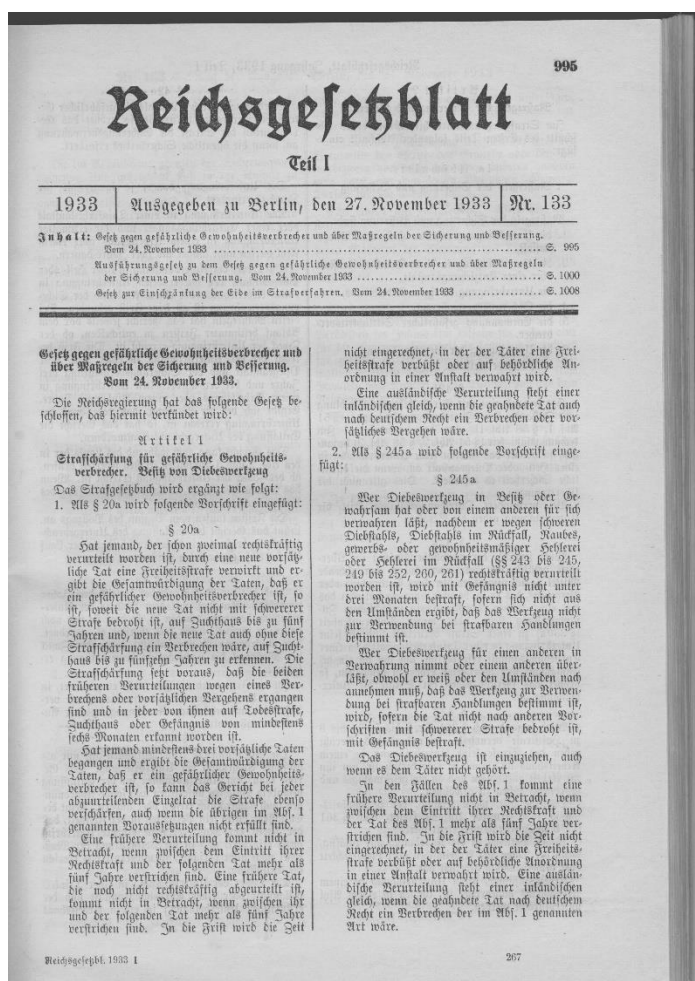 995
Reichsgesetzblatt
Teil I
1933 Ausgegeben zu Berlin, den 27. November 1933 Nr. 133
Inhalt: Gesetz gegen gefährliche Gewohnheitsverbrecher und über Maßregeln der Sicherung und Besserung.
Vom 24. November 1933 S. 995
Ausführungsgesetz zu dem Gesetz gegen gefährliche Gewohnheitsverbrecher und über Maßregeln
der Sicherung und Besserung. Vom 24. November 1933 S. 1000
Gesetz zur Einschränkung der Eide im Strafverfahren. Vom 24. November 1933 S. 1008
Gesetz gegen gefährliche Gewohnheitsverbrecher und
über Maßregeln der Sicherung und Besserung.
Vom 24. November 1933.
Die Reichsregierung hat das folgende Gesetz be-
schlossen, das hiermit verkündet wird:
Artikel 1
Strafschärfung für gefährliche Gewohnheits-
verbrecher. Besitz von Diebeswerkzeug
Das Strafgesetzbuch wird ergänzt wie folgt:
1. Als § 20a wird folgende Vorschrift eingefügt:
§ 20a
Hat jemand, der schon zweimal rechtskräftig
verurteilt worden ist, durch eine neue vorsätz-
liche Tat eine Freiheitsstrafe verwirkt und er-
gibt die Gesamtwürdigung der Taten, daß er
ein gefährlicher Gewohnheitsverbrecher ist, so
ist, soweit die neue Tat nicht mit schwererer
Strafe bedroht ist, auf Zuchthaus bis zu fünf
Jahren und, wenn die neue Tat auch ohne diese
Strafschärfung ein Verbrechen wäre, auf Zucht-
haus bis zu fünfzehn Jahren zu erkennen. Die
Strafschärfung setzt voraus, daß die beiden
früheren Verurteilungen wegen eines Ver-
brechens oder vorsätzlichen Vergehens ergangen
sind und in jeder von ihnen auf Todesstrafe,
Zuchthaus oder Gefängnis von mindestens
sechs Monaten erkannt worden ist.
Hat jemand mindestens drei vorsätzliche Taten
begangen und ergibt die Gesamtwürdigung der
Taten, daß er ein gefährlicher Gewohnheits-
verbrecher ist, so kann das Gericht bei jeder
abzuurteilenden Einzeltat die Strafe ebenso
verschärfen, auch wenn die übrigen im Abs. 1
genannten Voraussetzungen nicht erfüllt sind.
Eine frühere Verurteilung kommt nicht in
Betracht, wenn zwischen dem Eintritt ihrer
Rechtskraft und der folgenden Tat mehr als
fünf Jahre verstrichen sind. Eine frühere Tat,
die noch nicht rechtskräftig abgeurteilt ist,
kommt nicht in Betracht, wenn zwischen ihr
und der folgenden Tat mehr als fünf Jahre
verstrichen sind. In die Frist wird die Zeit
nicht eingerechnet, in der der Täter eine Frei-
heitsstrafe verbüßt oder auf behördliche An-
ordnung in einer Anstalt verwahrt wird.
Eine ausländische Verurteilung steht einer
inländischen gleich, wenn die geahndete Tat auch
nach deutschem Recht ein Verbrechen oder vor-
sätzliches Vergehen wäre.
2. Als § 245a wird folgende Vorschrift einge-
fügt:
§ 245a
Wer Diebeswerkzeug in Besitz oder Ge-
wahrsam hat oder von einem anderen für sich
verwahren läßt, nachdem er wegen schweren
Diebstahls, Diebstahls im Rückfall, Raubes,
gewerbs- oder gewohnheitsmäßiger Hehlerei
oder Hehlerei im Rückfall (§§ 243 bis 245,
249 bis 252, 260, 261) rechtskräftig verurteilt
worden ist, wird mit Gefängnis nicht unter
drei Monaten bestraft, sofern sich nicht aus
den Umständen ergibt, daß das Werkzeug nicht
zur Verwendung bei strafbaren Handlungen
bestimmt ist.
Wer Diebeswerkzeug für einen anderen in
Verwahrung nimmt oder einem anderen über-
läßt, obwohl er weiß oder den Umständen nach
annehmen muß, daß das Werkzeug zur Verwen-
dung bei strafbaren Handlungen bestimmt ist,
wird, sofern die Tat nicht nach anderen Vor-
schriften mit schwererer Strafe bedroht ist,
mit Gefängnis bestraft.
Das Diebeswerkzeug ist einzuziehen, auch
wenn es dem Täter nicht gehört.
In den Fällen des Abs. 1 kommt eine
frühere Verurteilung nicht in Betracht, wenn
zwischen dem Eintritt ihrer Rechtskraft und
der Tat des Abs. 1 mehr als fünf Jahre ver-
strichen sind. In die Frist wird die Zeit nicht
eingerechnet, in der der Täter eine Freiheits-
strafe verbüßt oder auf behördliche Anordnung
in einer Anstalt verwahrt wird. Eine auslän-
dische Verurteilung steht einer inländischen
gleich, wenn die geahndete Tat nach deutschem
Recht ein Verbrechen der im Abs. 1 genannten
Art wäre.
Reichsgesetzbl. 1933 I 267